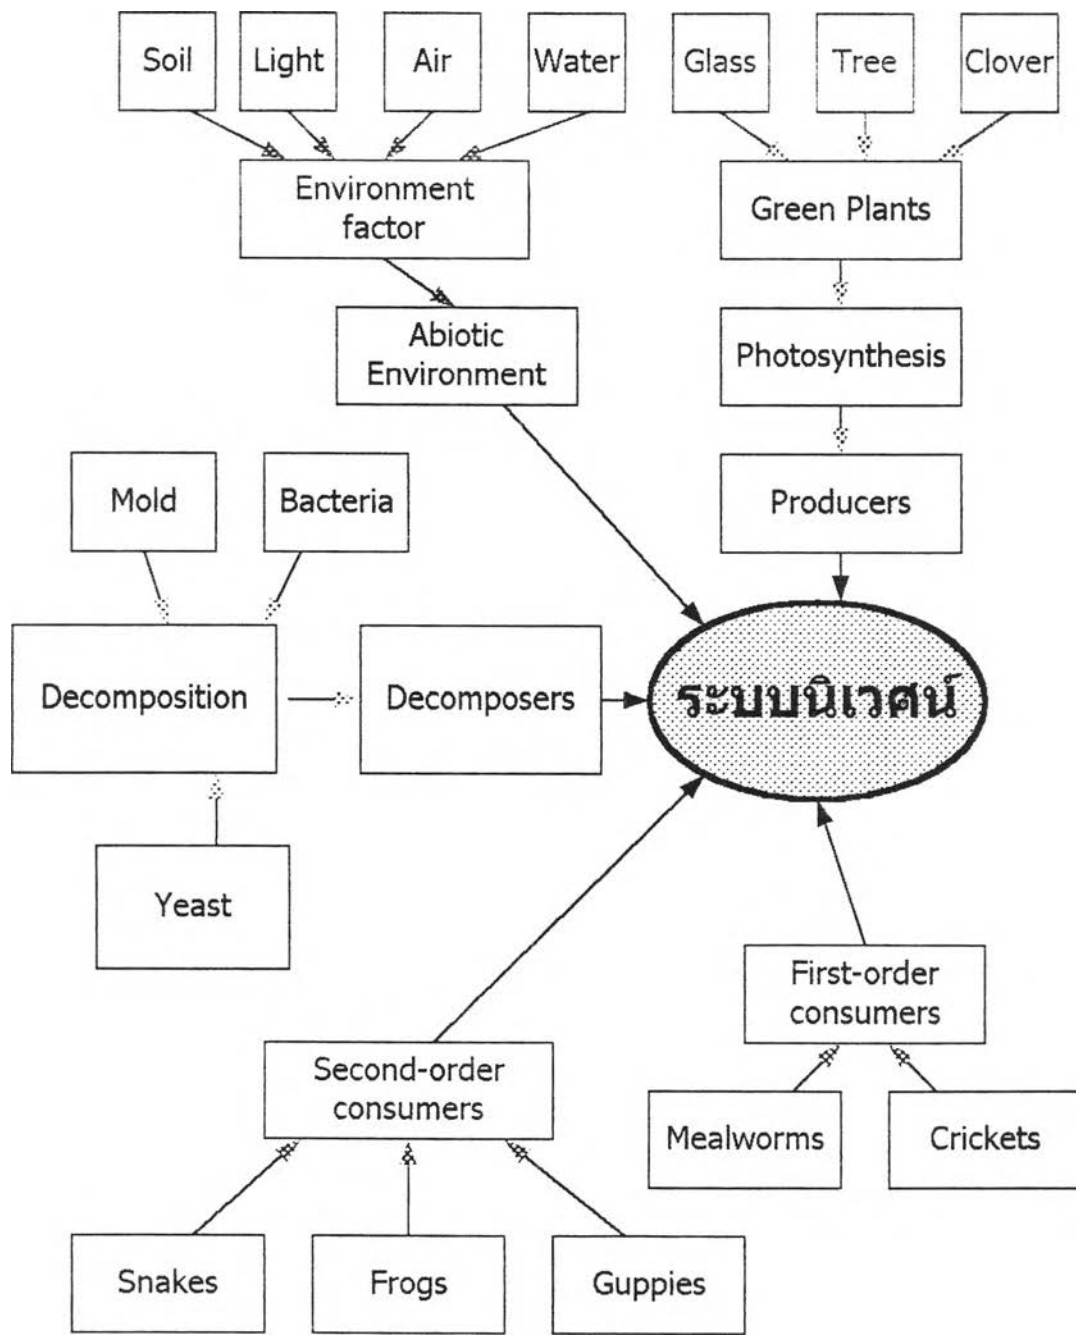 Soil
Light
Air
Water
Glass
Tree
Clover
Environment
factor
Green Plants
Abiotic
Environment
Photosynthesis
Mold
Bacteria
Producers
Decomposition
Decomposers
ระบบนิเวศน์
Yeast
First-order
consumers
Second-order
consumers
Mealworms
Crickets
Snakes
Frogs
Guppies